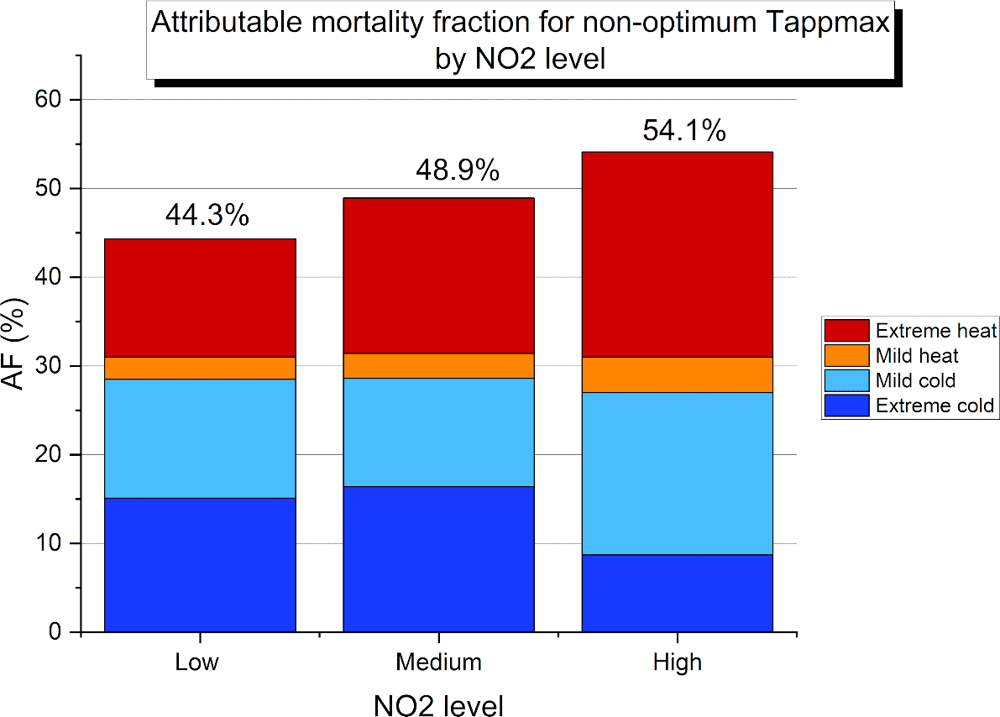 Attributable mortality fraction for non-optimum Tappmax
by NO2 level
60
50
40
30
20
10
0
AF (%)
44.3%
48.9%
54.1%
Low
Medium
High
NO2 level
Extreme heat
Mild heat
Mild cold
Extreme cold